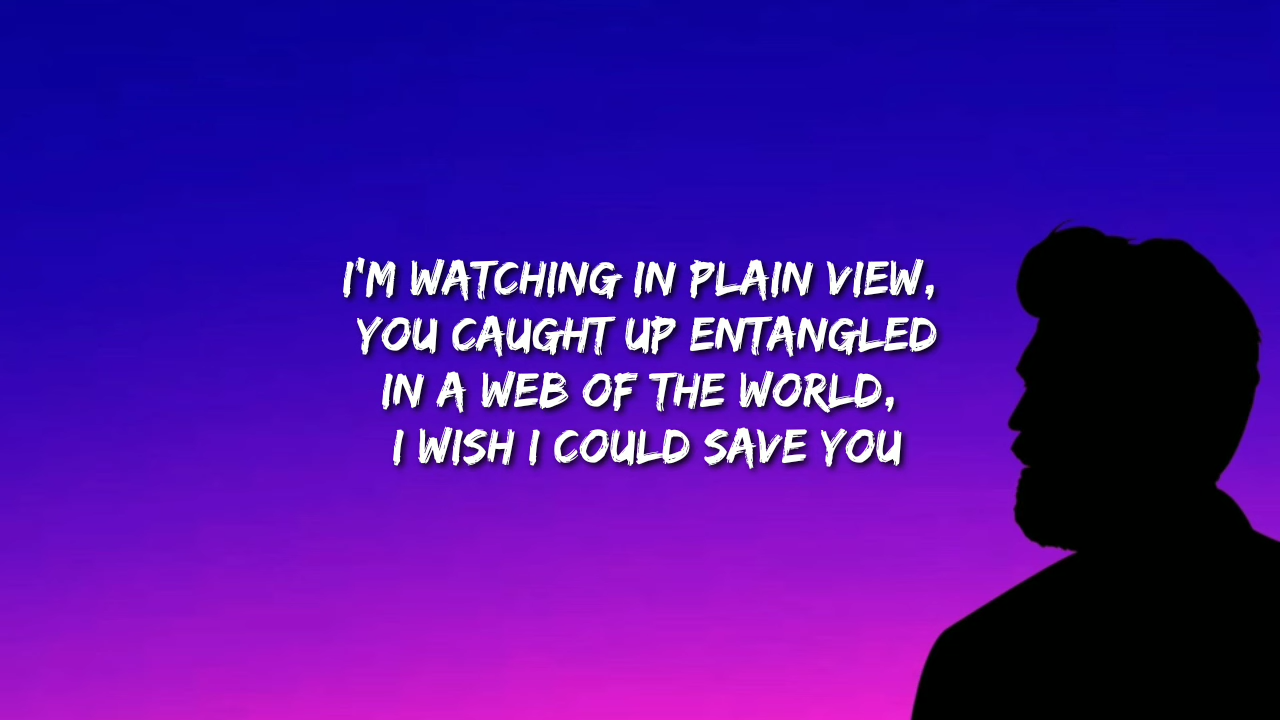 I'M WATCHING IN PLAIN VIEW,
YOU CAUGHT UP ENTANGLED
IN A WEB OF THE WORLD,
I WISH I COULD SAVE YOU